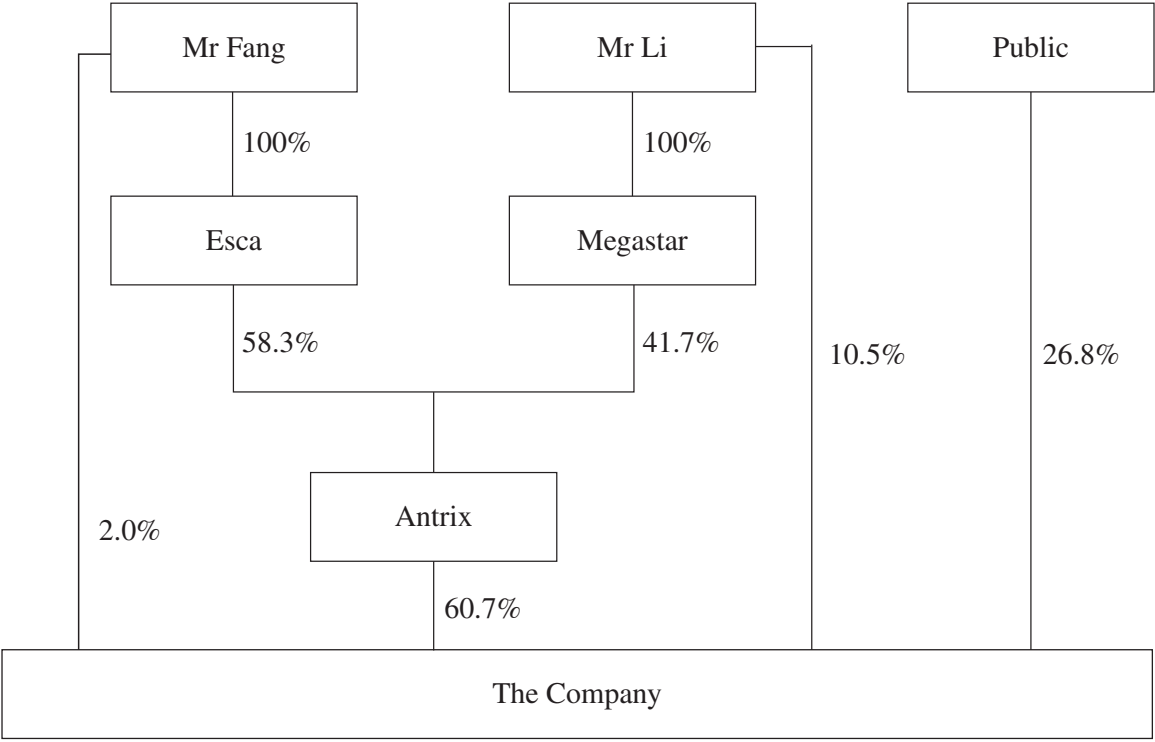 Mr Fang
Mr Li
Public
100%
100%
Esca
Megastar
58.3%
41.7%
10.5%
26.8%
Antrix
2.0%
60.7%
The Company